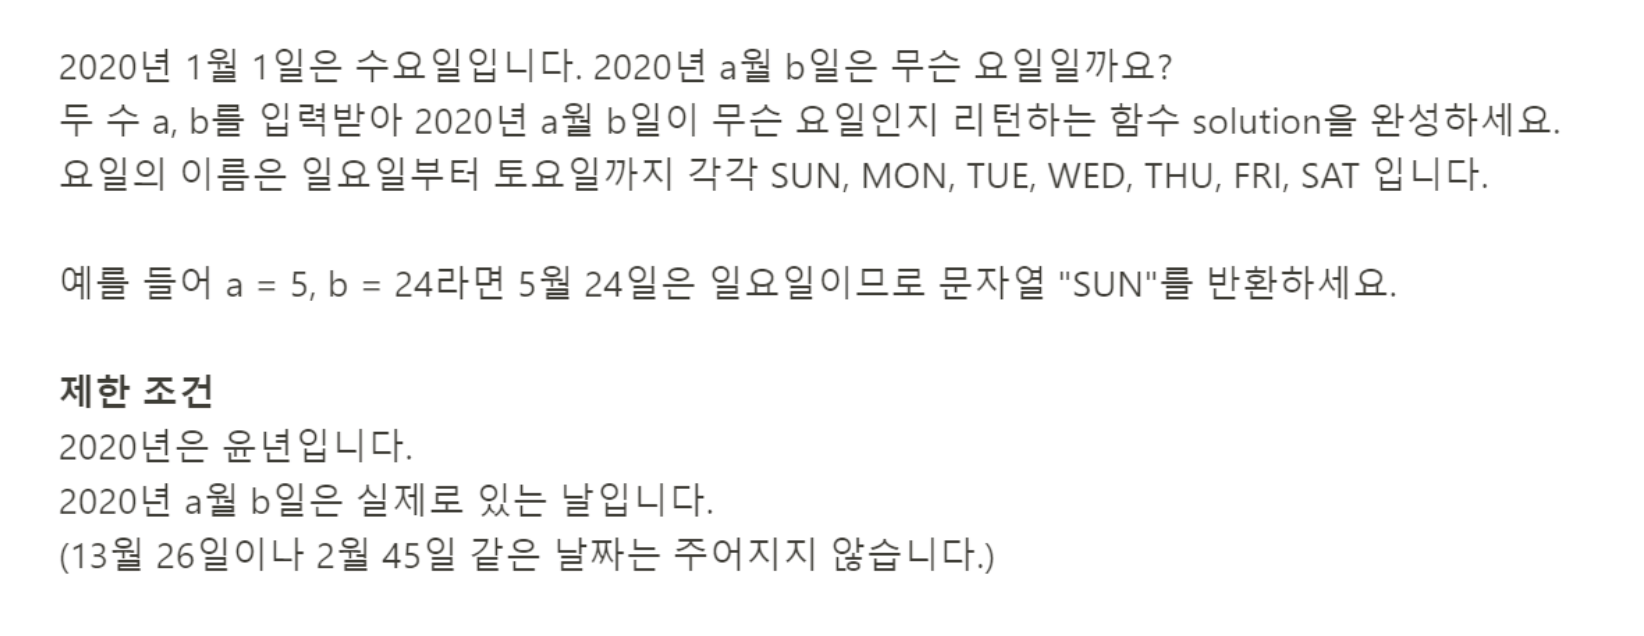 2020년 1월 1일은 수요일입니다. 2020년 a월 b일은 무슨 요일일까요?
두 수 a, b를 입력받아 2020년 a월 b일이 무슨 요일인지 리턴하는 함수 solution을 완성하세요.
요일의 이름은 일요일부터 토요일까지 각각 SUN, MON, TUE, WED, THU, FRI, SAT 입니다.
예를 들어 a = 5, b = 24라면 5월 24일은 일요일이므로 문자열 "SUN"를 반환하세요.
제한 조건
2020년은 윤년입니다.
2020년 a월 b일은 실제로 있는 날입니다.
(13월 26일이나 2월 45일 같은 날짜는 주어지지 않습니다.)